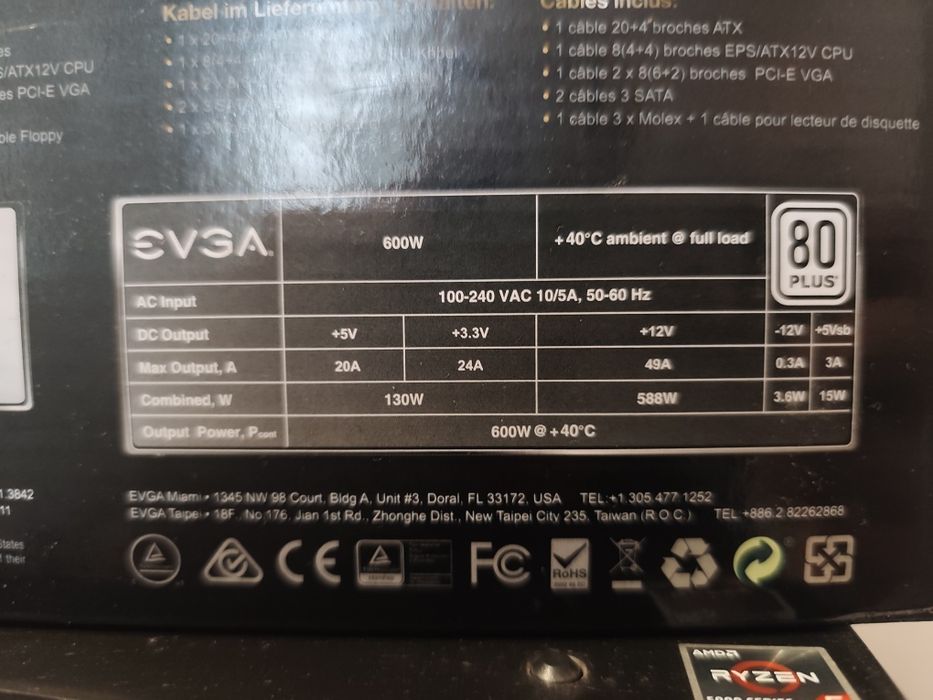 Kabel im
Câbles inclus:
1 câble 20+4 broches ATX
1 câble 8(4+4) broches EPS/ATX12V CPU
1 câble 2 x 8(6+2) broches PCI-E VGA
2 câbles 3 SATA
1 câble 3 x Molex + 1 câble pour lecteur de disquette
S/ATX12V CPU
es PCI-E VGA
ble Floppy
EVGA 600W +40°C ambient @ full load 80 PLUS
AC Input 100-240 VAC 10/5A, 50-60 Hz
DC Output +5V +3.3V +12V -12V +5Vsb
Max Output, A 20A 24A 49A 0.3A 3A
Combined, W 130W 588W 3.6W 15W
Output Power, Pcont 600W @ +40°C
EVGA Miami • 1345 NW 98 Court, Bldg A, Unit #3, Doral, FL 33172, USA TEL:+1 305 477 1252
EVGA Taipei • 18F., No.176, Jian 1st Rd., Zhonghe Dist., New Taipei City 235, Taiwan (R.O.C.) TEL +886 2 82262868
1.3842
11
States
their
CE FC RoHS
AMD
RYZEN